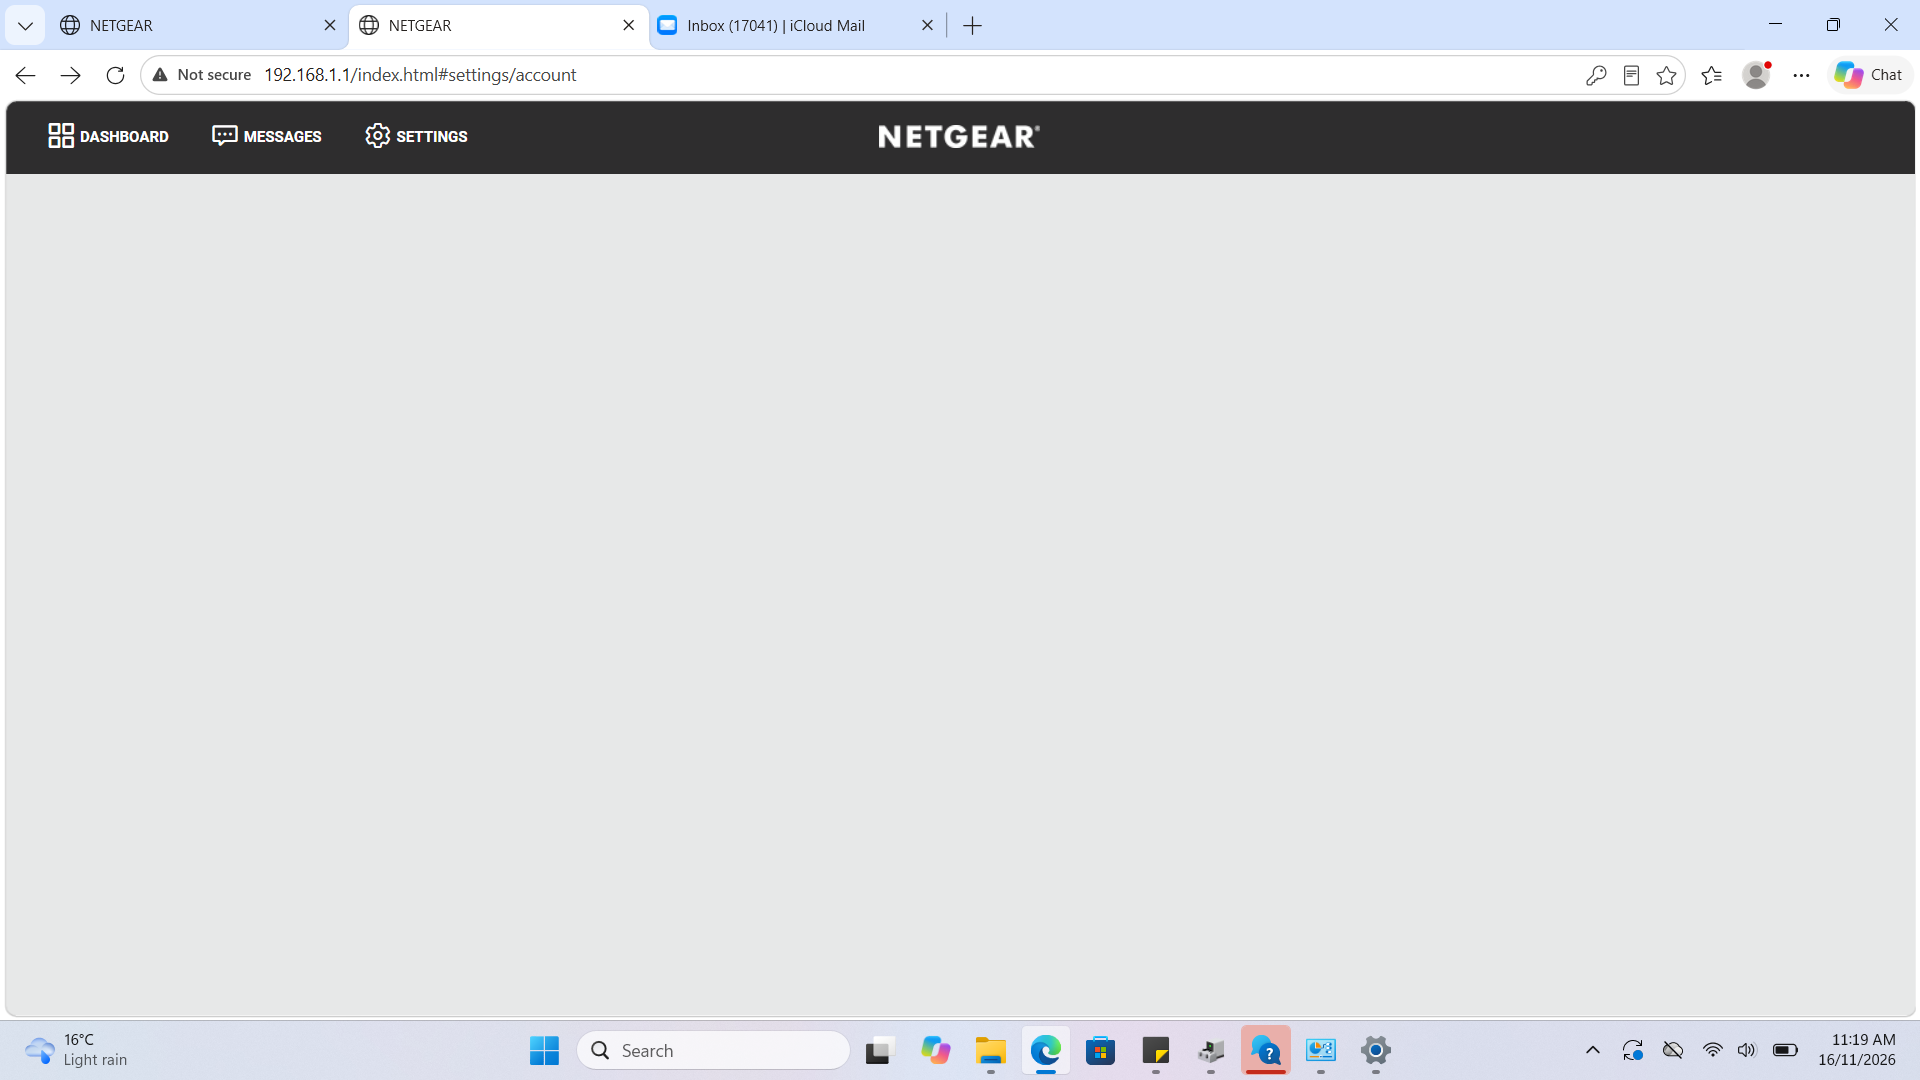 NETGEAR
NETGEAR
Inbox (17041) | iCloud Mail
Not secure
192.168.1.1/index.html#settings/account
Chat
DASHBOARD
MESSAGES
SETTINGS
NETGEAR®
16°C
Light rain
Search
?
11:19 AM
16/11/2026